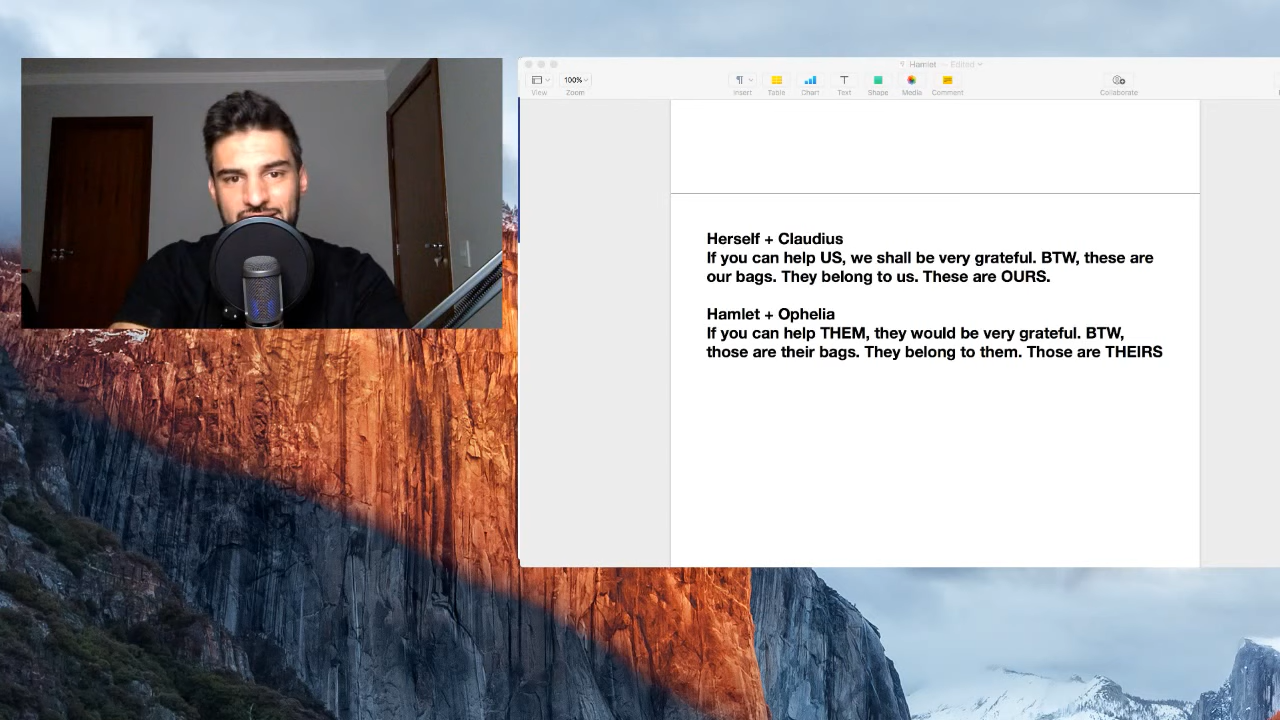 Hamlet — Edited
100%
View
Zoom
Insert
Table
Chart
Text
Shape
Media
Comment
Collaborate
Herself + Claudius
If you can help US, we shall be very grateful. BTW, these are
our bags. They belong to us. These are OURS.
Hamlet + Ophelia
If you can help THEM, they would be very grateful. BTW,
those are their bags. They belong to them. Those are THEIRS